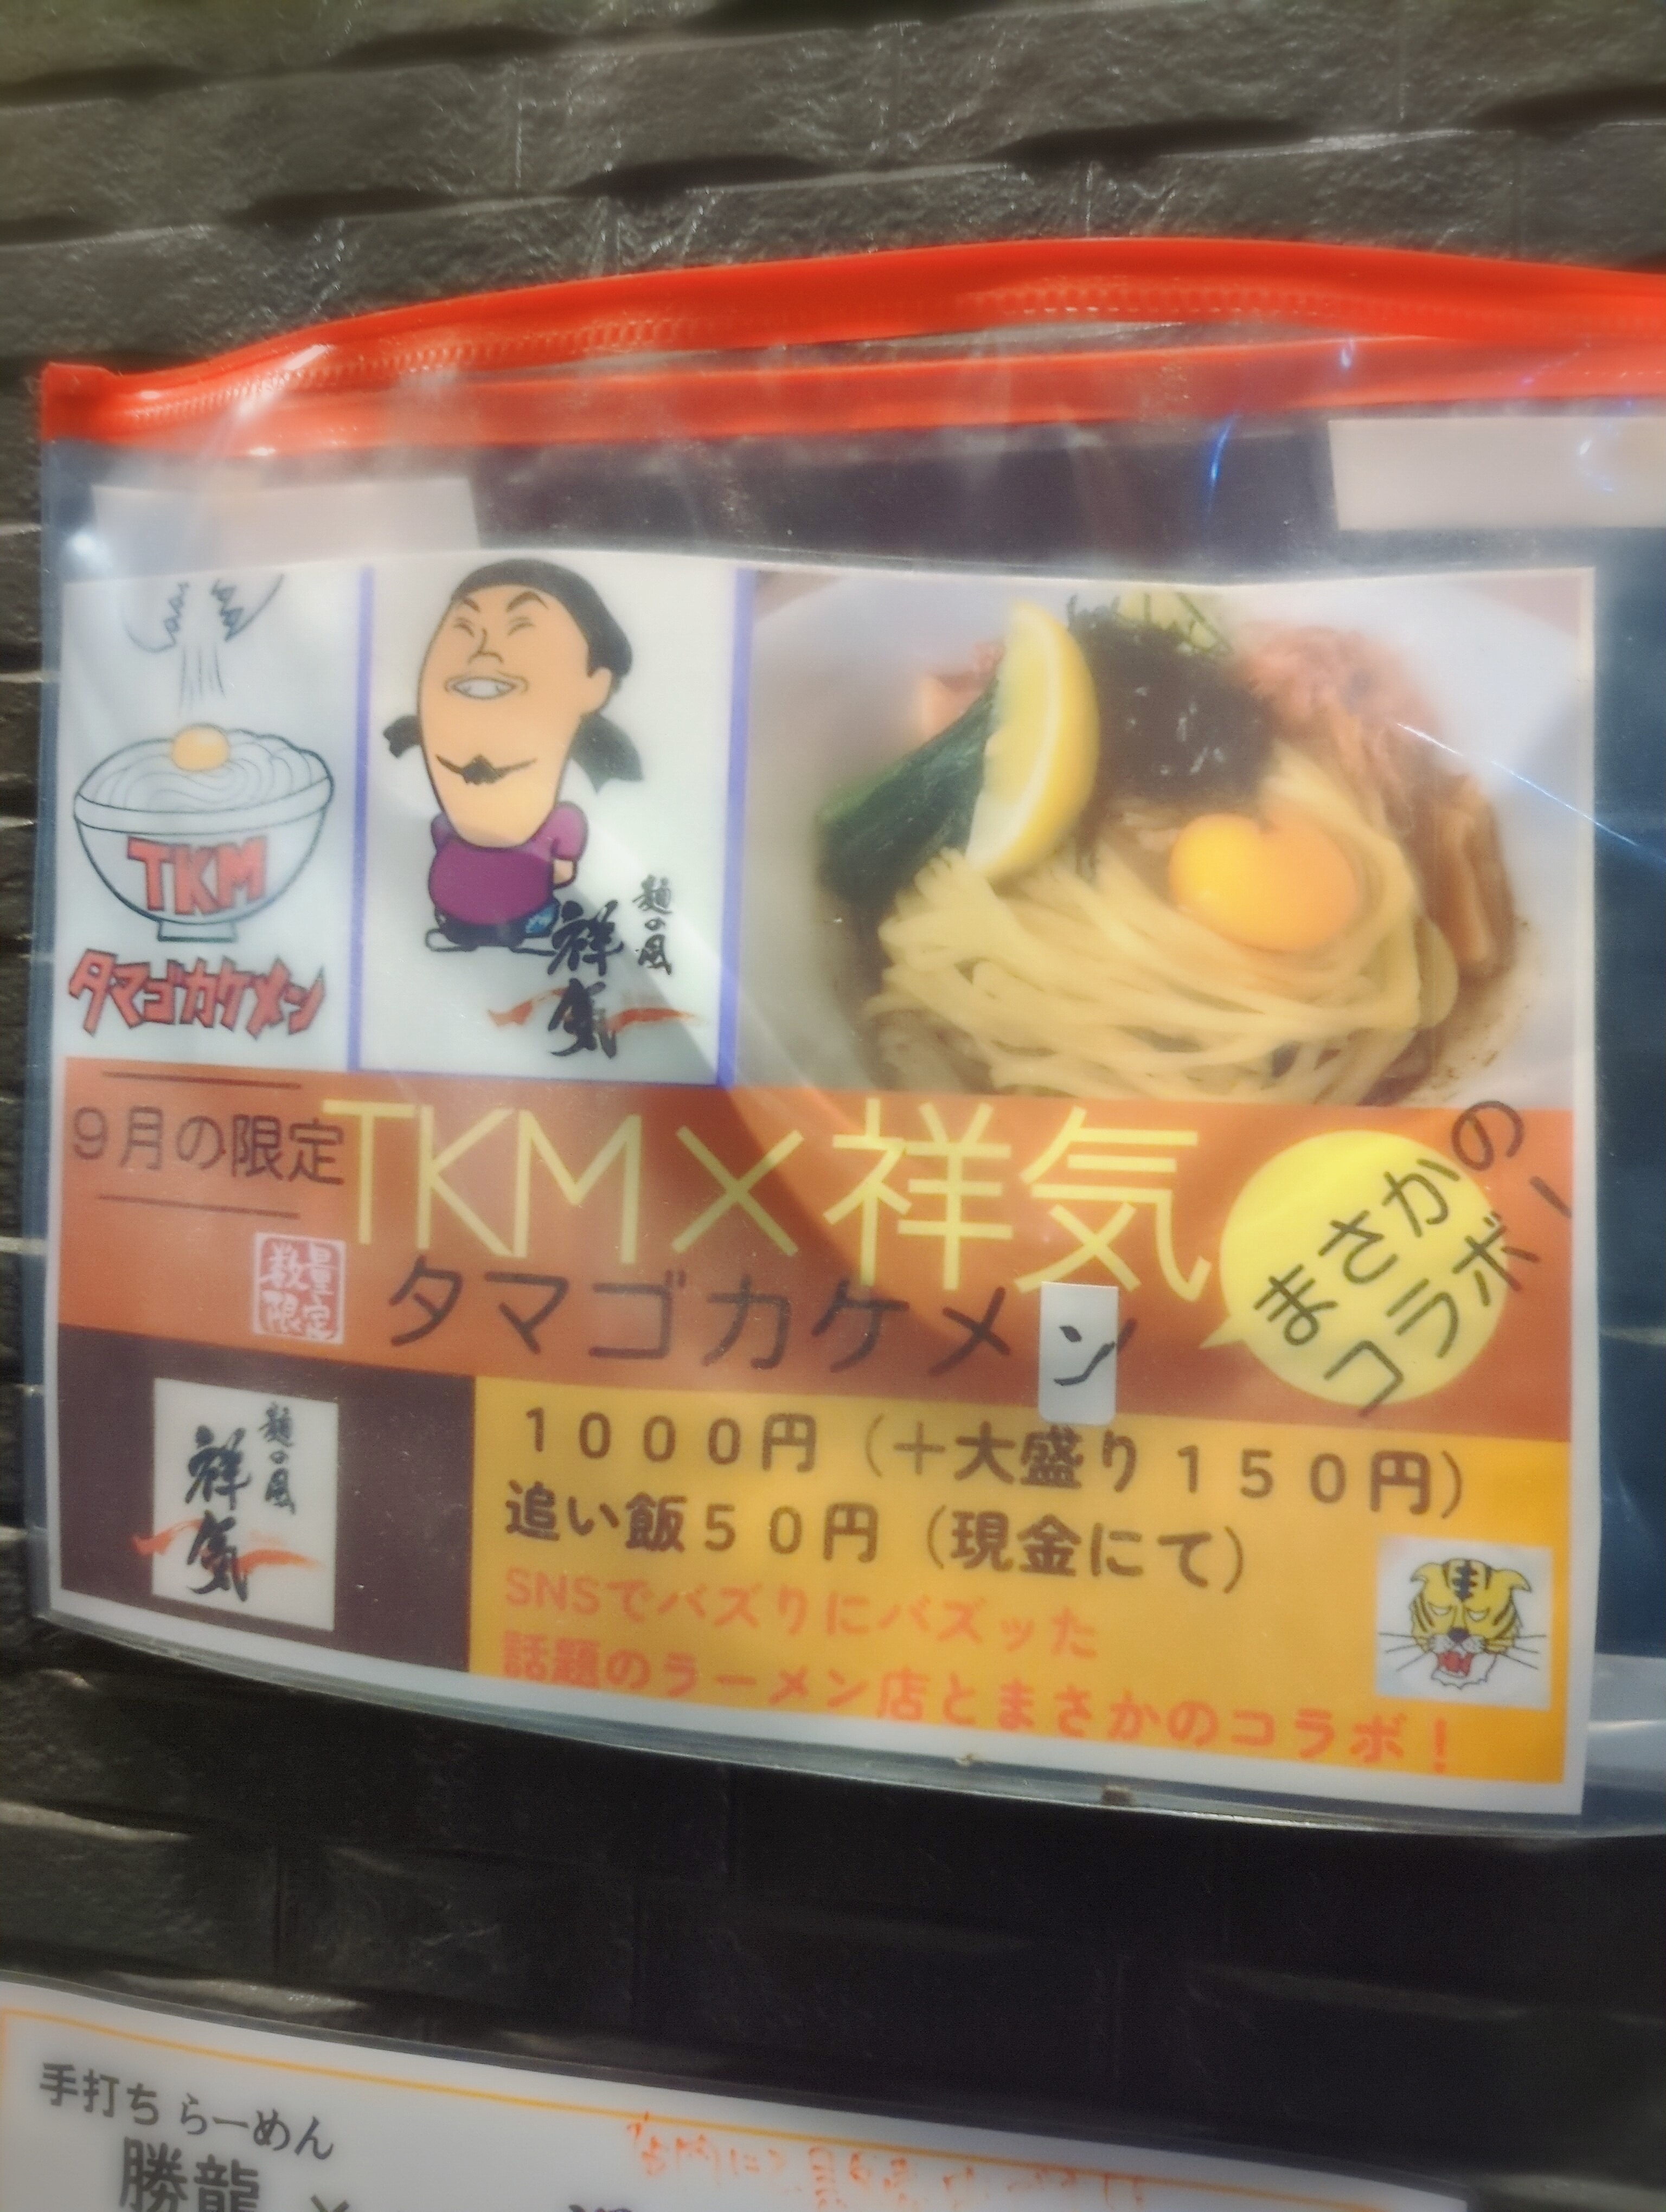 TKM
タマゴカケメン
麺の風
祥気
9月の限定
TKM×祥気
まさかの
コラボ！
数量
限定
タマゴカケメン
麺の風
祥気
1000円（＋大盛り150円）
追い飯50円（現金にて）
SNSでバズりにバズッた
話題のラーメン店とまさかのコラボ！
手打ちらーめん
勝龍